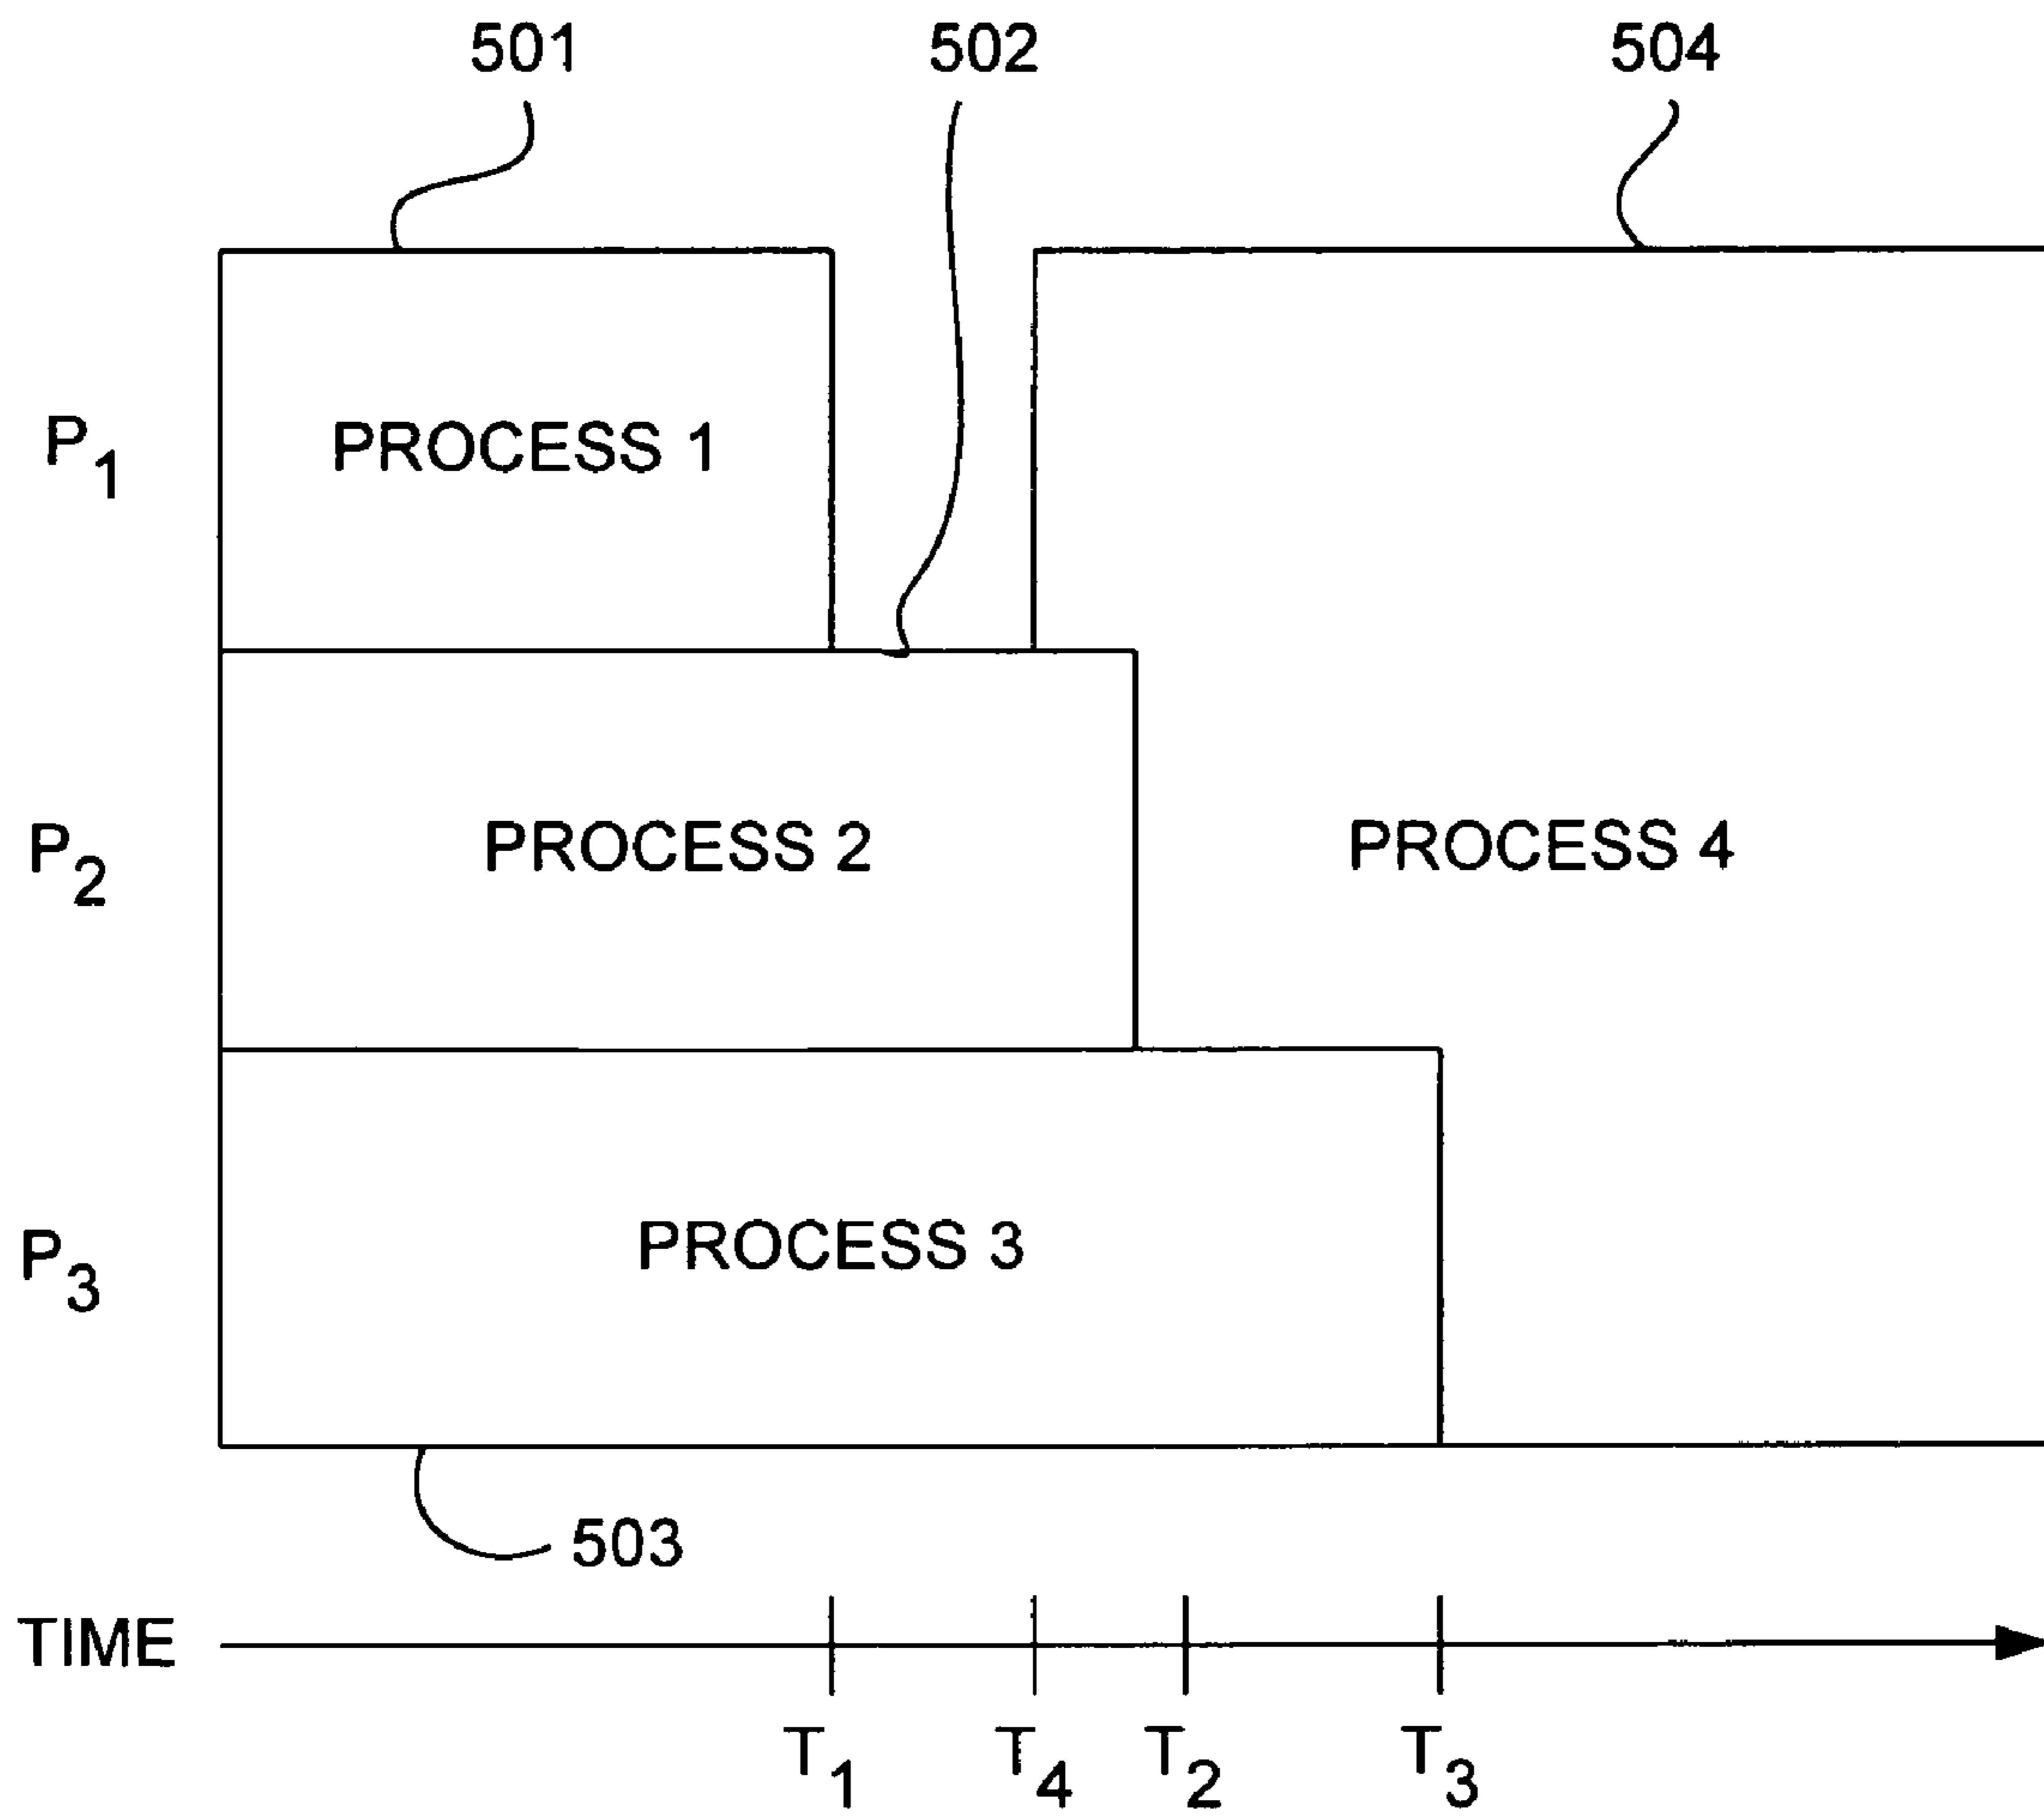 501 502 504
P1 PROCESS 1
P2 PROCESS 2 PROCESS 4
P3 PROCESS 3
503
TIME
T1 T4 T2 T3